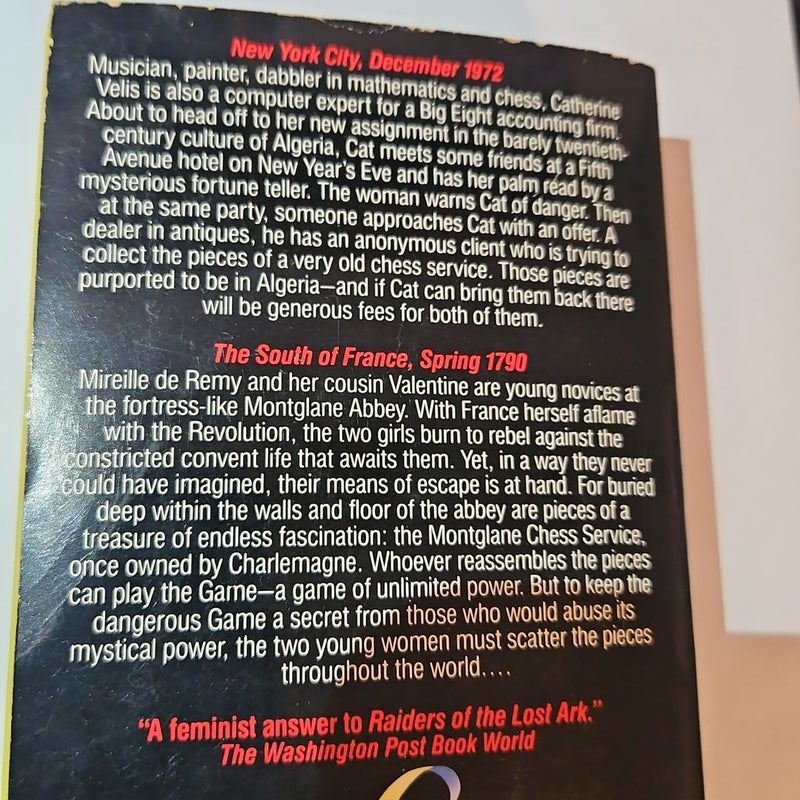 New York City, December 1972
Musician, painter, dabbler in mathematics and chess, Catherine
Velis is also a computer expert for a Big Eight accounting firm.
About to head off to her new assignment in the barely twentieth-
century culture of Algeria, Cat meets some friends at a Fifth
Avenue hotel on New Year's Eve and has her palm read by a
mysterious fortune teller. The woman warns Cat of danger. Then
at the same party, someone approaches Cat with an offer. A
dealer in antiques, he has an anonymous client who is trying to
collect the pieces of a very old chess service. Those pieces are
purported to be in Algeria—and if Cat can bring them back there
will be generous fees for both of them.
The South of France, Spring 1790
Mireille de Remy and her cousin Valentine are young novices at
the fortress-like Montglane Abbey. With France herself aflame
with the Revolution, the two girls burn to rebel against the
constricted convent life that awaits them. Yet, in a way they never
could have imagined, their means of escape is at hand. For buried
deep within the walls and floor of the abbey are pieces of a
treasure of endless fascination: the Montglane Chess Service,
once owned by Charlemagne. Whoever reassembles the pieces
can play the Game—a game of unlimited power. But to keep the
dangerous Game a secret from those who would abuse its
mystical power, the two young women must scatter the pieces
throughout the world....
"A feminist answer to Raiders of the Lost Ark."
The Washington Post Book World